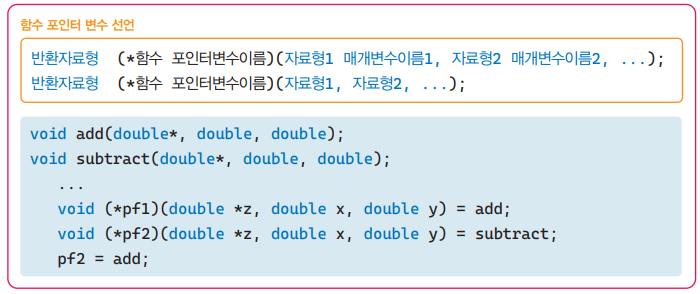 함수 포인터 변수 선언
반환자료형 (*함수 포인터변수이름)(자료형1 매개변수이름1, 자료형2 매개변수이름2, ...);
반환자료형 (*함수 포인터변수이름)(자료형1, 자료형2, ...);
void add(double*, double, double);
void subtract(double*, double, double);
...
void (*pf1)(double *z, double x, double y) = add;
void (*pf2)(double *z, double x, double y) = subtract;
pf2 = add;